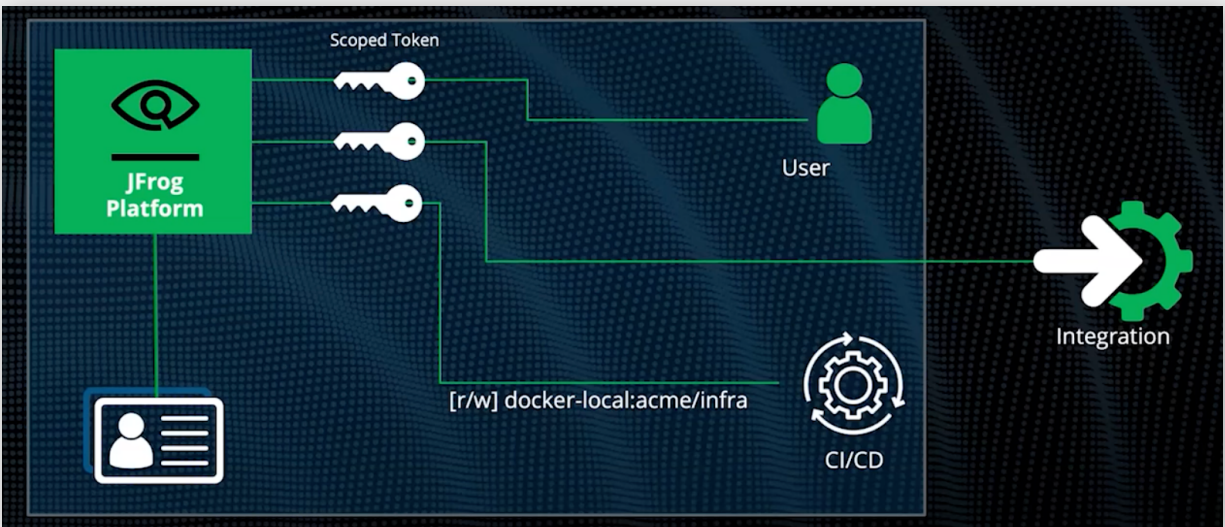 Scoped Token
JFrog
Platform
User
Integration
[r/w] docker-local:acme/infra
CI/CD